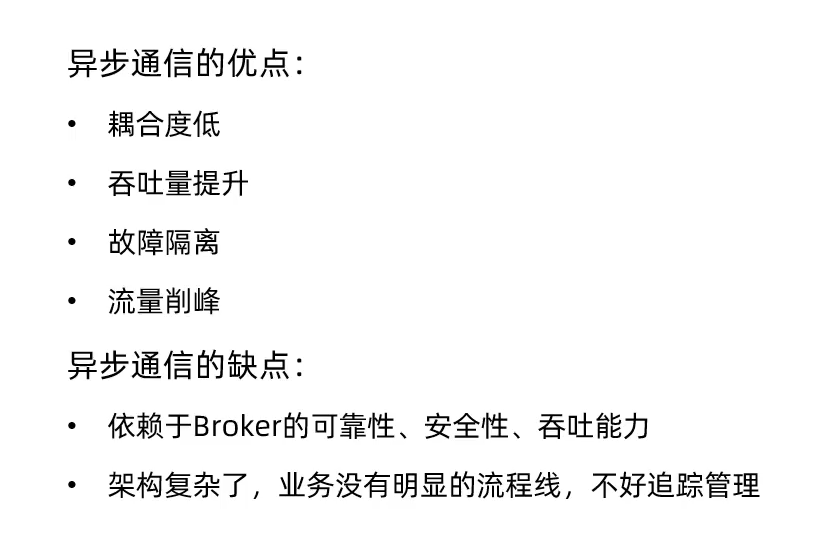 异步通信的优点：
• 耦合度低
• 吞吐量提升
• 故障隔离
• 流量削峰
异步通信的缺点：
• 依赖于Broker的可靠性、安全性、吞吐能力
• 架构复杂了，业务没有明显的流程线，不好追踪管理